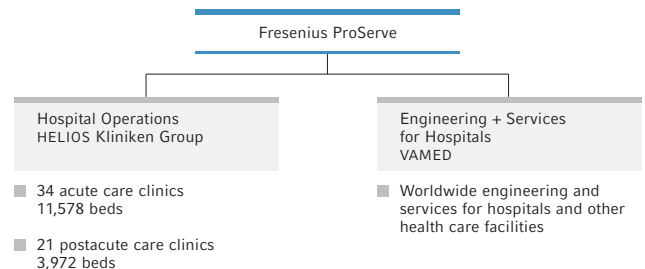 Fresenius ProServe
Hospital Operations
HELIOS Kliniken Group
34 acute care clinics
11,578 beds
21 postacute care clinics
3,972 beds
Engineering + Services
for Hospitals
VAMED
Worldwide engineering and
services for hospitals and other
health care facilities